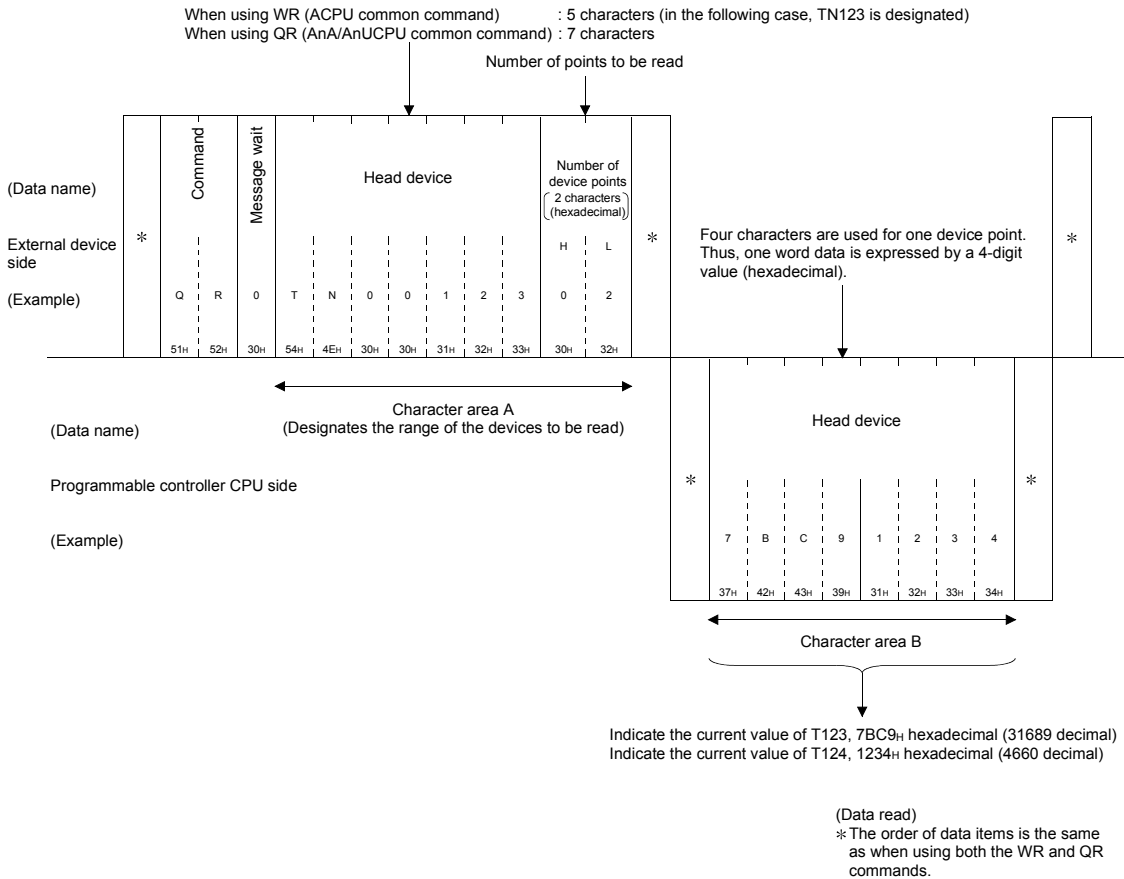 When using WR (ACPU common command) : 5 characters (in the following case, TN123 is designated)
When using QR (AnA/AnUCPU common command) : 7 characters
Number of points to be read
Command
Message wait
Head device
Number of
device points
2 characters
(hexadecimal)
(Data name)
External device
side
* H L * *
(Example)
Q R 0 T N 0 0 1 2 3 0 2
51H 52H 30H 54H 4EH 30H 30H 31H 32H 33H 30H 32H
Four characters are used for one device point.
Thus, one word data is expressed by a 4-digit
value (hexadecimal).
Character area A
(Designates the range of the devices to be read)
(Data name)
Head device
Programmable controller CPU side
* *
(Example)
7 B C 9 1 2 3 4
37H 42H 43H 39H 31H 32H 33H 34H
Character area B
Indicate the current value of T123, 7BC9H hexadecimal (31689 decimal)
Indicate the current value of T124, 1234H hexadecimal (4660 decimal)
(Data read)
* The order of data items is the same
as when using both the WR and QR
commands.